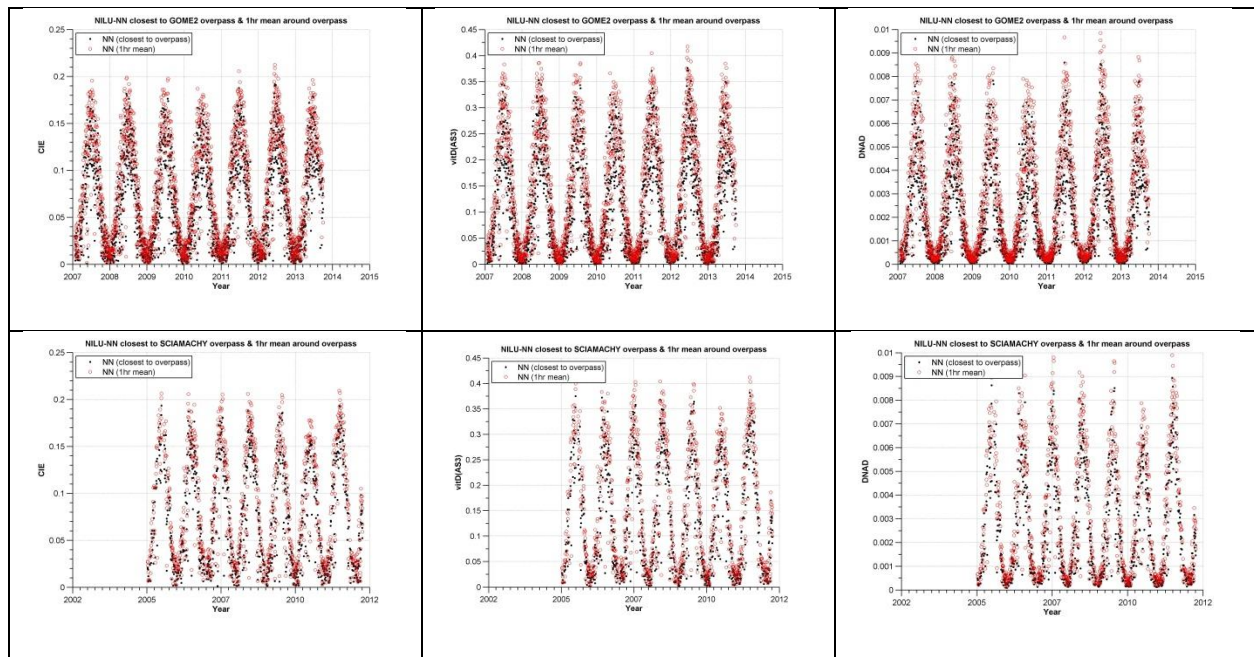 NILU-NN closest to GOME2 overpass & 1hr mean around overpass
NN (closest to overpass)
NN (1hr mean)
0.25
0.2
0.15
0.1
0.05
0
CIE
2007 2008 2009 2010 2011 2012 2013 2014 2015
Year
NILU-NN closest to GOME2 overpass & 1hr mean around overpass
NN (closest to overpass)
NN (1hr mean)
0.45
0.4
0.35
0.3
0.25
0.2
0.15
0.1
0.05
0
vitD(AS3)
2007 2008 2009 2010 2011 2012 2013 2014 2015
Year
NILU-NN closest to GOME2 overpass & 1hr mean around overpass
NN (closest to overpass)
NN (1hr mean)
0.01
0.009
0.008
0.007
0.006
0.005
0.004
0.003
0.002
0.001
0
DNAD
2007 2008 2009 2010 2011 2012 2013 2014 2015
Year
NILU-NN closest to SCIAMACHY overpass & 1hr mean around overpass
NN (closest to overpass)
NN (1hr mean)
0.25
0.2
0.15
0.1
0.05
0
CIE
2002 2005 2007 2010 2012
Year
NILU-NN closest to SCIAMACHY overpass & 1hr mean around overpass
NN (closest to overpass)
NN (1hr mean)
0.45
0.4
0.35
0.3
0.25
0.2
0.15
0.1
0.05
0
vitD(AS3)
2002 2005 2007 2010 2012
Year
NILU-NN closest to SCIAMACHY overpass & 1hr mean around overpass
NN (closest to overpass)
NN (1hr mean)
0.01
0.009
0.008
0.007
0.006
0.005
0.004
0.003
0.002
0.001
0
DNAD
2002 2005 2007 2010 2012
Year